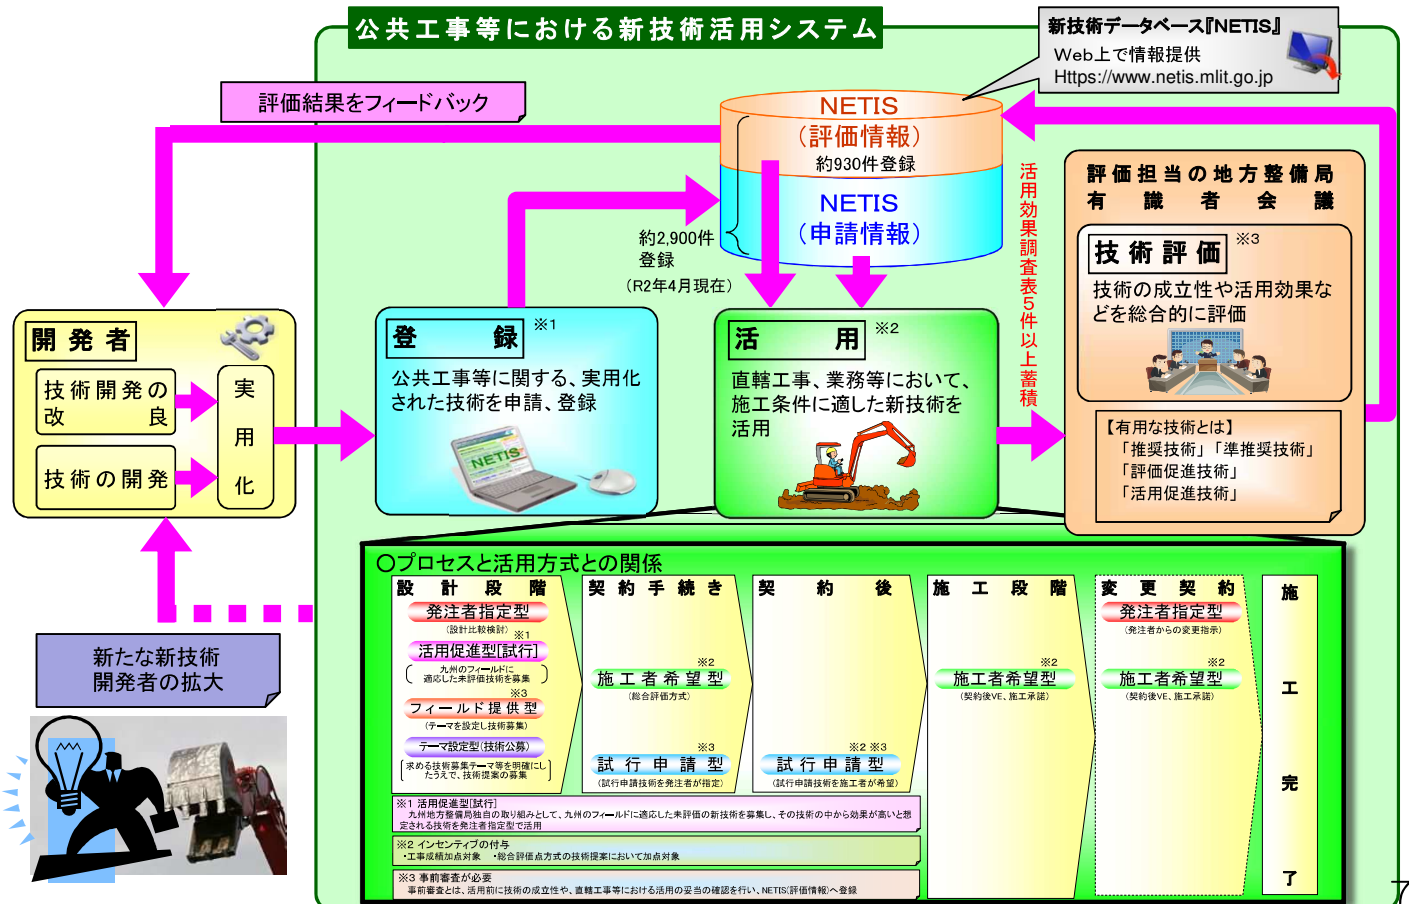 公共工事等における新技術活用システム
新技術データベース『NETIS』
Web上で情報提供
Https://www.netis.mlit.go.jp
評価結果をフィードバック
NETIS
（評価情報）
約930件登録
NETIS
（申請情報）
約2,900件
登録
（R2年4月現在）
活用効果調査表５件以上蓄積
評価担当の地方整備局
有識者会議
技術評価 ※3
技術の成立性や活用効果な
どを総合的に評価
【有用な技術とは】
「推奨技術」「準推奨技術」
「評価促進技術」
「活用促進技術」
開発者
技術開発の
改良
技術の開発
実用化
登録 ※1
公共工事等に関する、実用化
された技術を申請、登録
NETIS
活用 ※2
直轄工事、業務等において、
施工条件に適した新技術を
活用
新たな新技術
開発者の拡大
○プロセスと活用方式との関係
設計段階
発注者指定型
（設計比較検討）
※1
活用促進型[試行]
九州のフィールドに
適応した未評価技術を募集
※3
フィールド提供型
（テーマを設定し技術募集）
テーマ設定型（技術公募）
求める技術募集テーマ等を明確にし
たうえで、技術提案の募集
契約手続き
※2
施工者希望型
（総合評価方式）
※3
試行申請型
（試行申請技術を発注者が指定）
契約後
※2 ※3
試行申請型
（試行申請技術を施工者が希望）
施工段階
※2
施工者希望型
（契約後VE、施工承諾）
変更契約
発注者指定型
（発注者からの変更指示）
※2
施工者希望型
（契約後VE、施工承諾）
施工完了
※1 活用促進型[試行]
九州地方整備局独自の取り組みとして、九州のフィールドに適応した未評価の新技術を募集し、その技術の中から効果が高いと想
定される技術を発注者指定型で活用
※2 インセンティブの付与
・工事成績加点対象　・総合評価点方式の技術提案において加点対象
※3 事前審査が必要
事前審査とは、活用前に技術の成立性や、直轄工事等における活用の妥当の確認を行い、NETIS(評価情報)へ登録
7